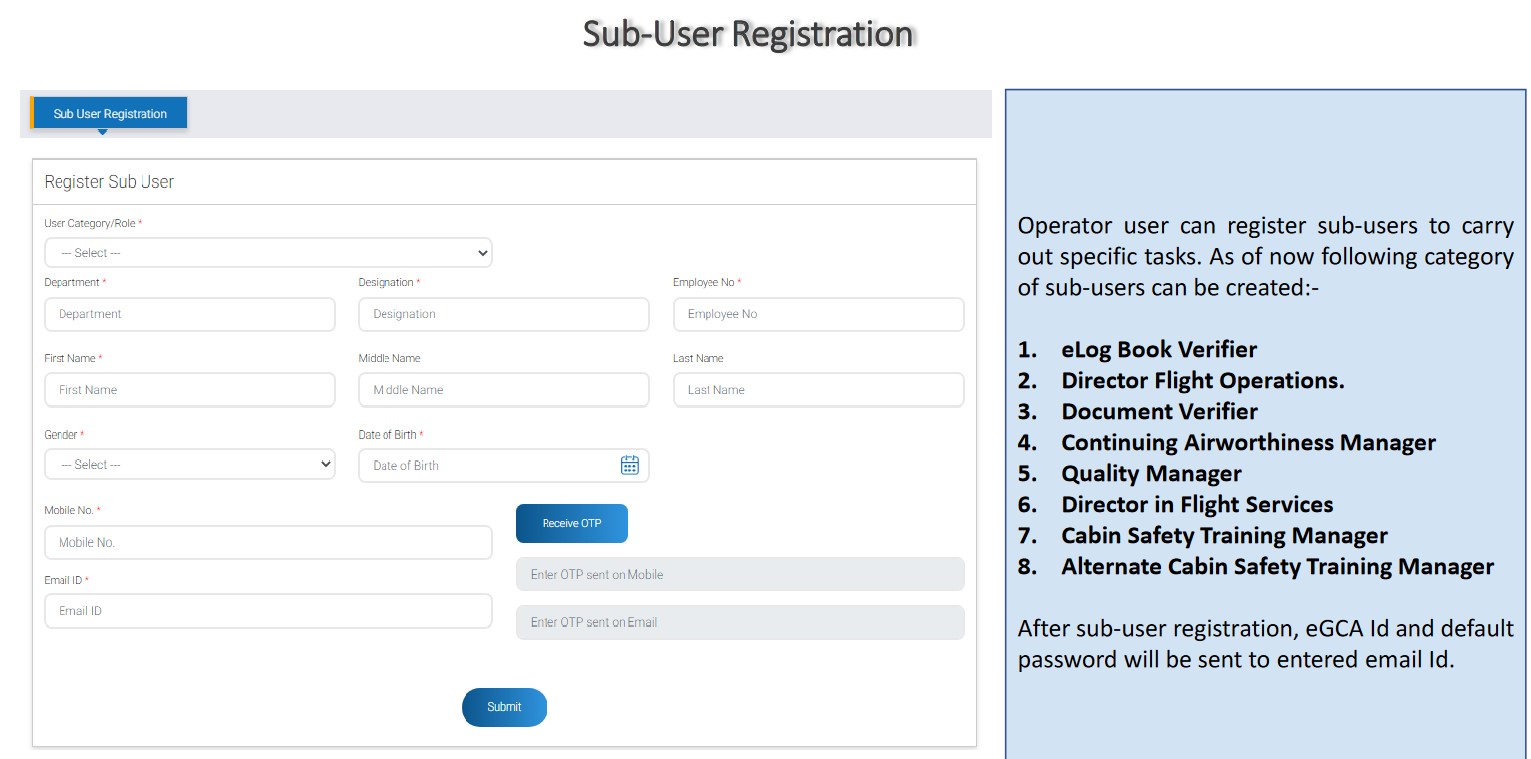 Sub-User Registration
Sub User Registration
Register Sub User
User Category/Role *
--- Select ---
Department *
Designation *
Employee No *
Department
Designation
Employee No
First Name *
Middle Name
Last Name
First Name
Middle Name
Last Name
Gender *
Date of Birth *
--- Select ---
Date of Birth
Mobile No. *
Receive OTP
Mobile No.
Enter OTP sent on Mobile
Email ID *
Email ID
Enter OTP sent on Email
Submit
Operator user can register sub-users to carry
out specific tasks. As of now following category
of sub-users can be created:-
1. eLog Book Verifier
2. Director Flight Operations.
3. Document Verifier
4. Continuing Airworthiness Manager
5. Quality Manager
6. Director in Flight Services
7. Cabin Safety Training Manager
8. Alternate Cabin Safety Training Manager
After sub-user registration, eGCA Id and default
password will be sent to entered email Id.